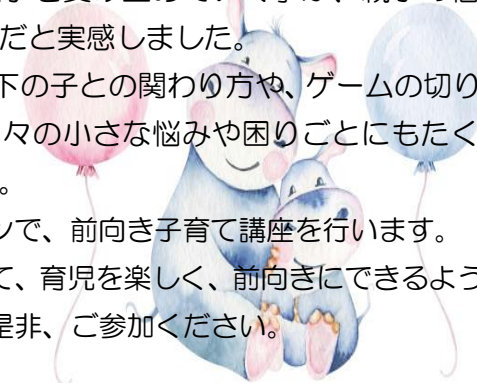 だと実感しました。
下の子との関わり方や、ゲームの切り
々の小さな悩みや困りごとにもたく
。
ンで、前向き子育て講座を行います。
て、育児を楽しく、前向きにできるよう
是非、ご参加ください。